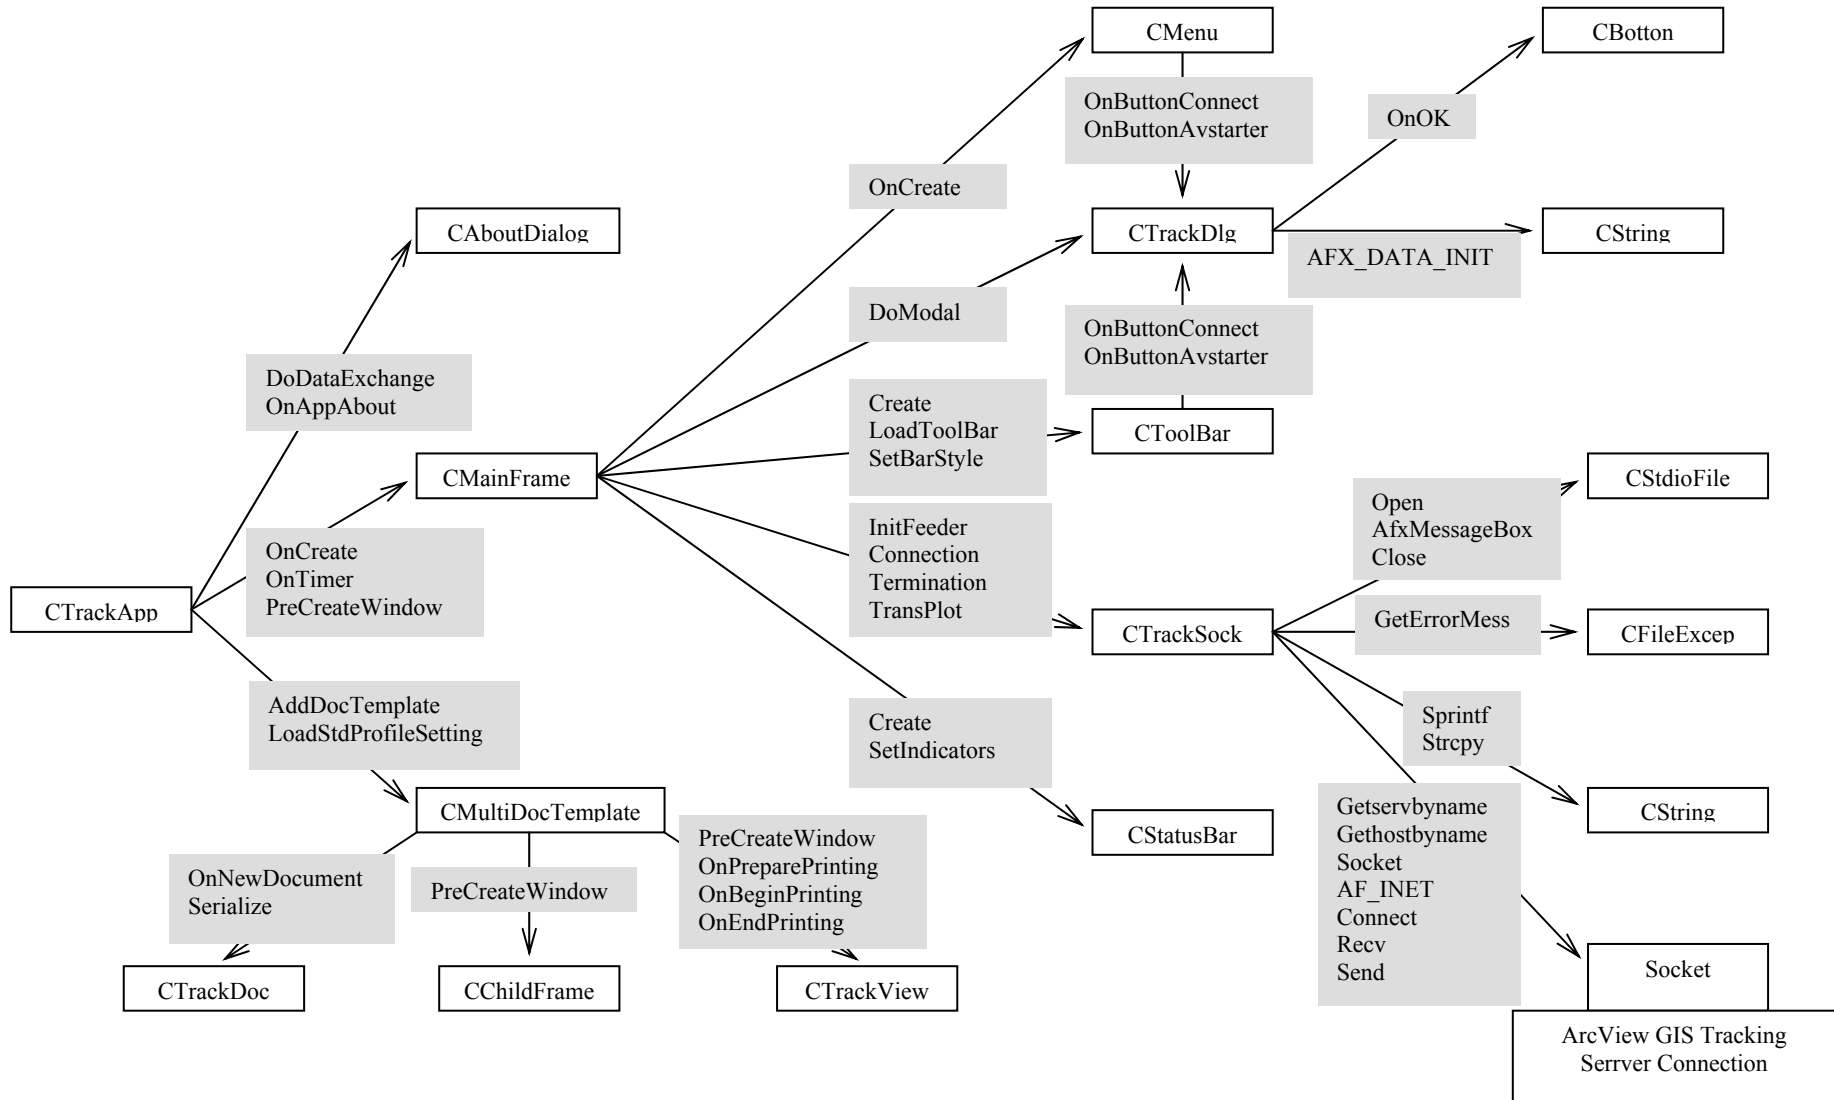 CMenu
CBotton
OnButtonConnect
OnButtonAvstarter
OnOK
OnCreate
CAboutDialog
CTrackDlg
CString
AFX_DATA_INIT
DoModal
OnButtonConnect
OnButtonAvstarter
DoDataExchange
OnAppAbout
Create
LoadToolBar
SetBarStyle
CToolBar
CMainFrame
CStdioFile
Open
AfxMessageBox
Close
InitFeeder
Connection
Termination
TransPlot
OnCreate
OnTimer
PreCreateWindow
CTrackApp
CTrackSock
GetErrorMess
CFileExcep
AddDocTemplate
LoadStdProfileSetting
Create
SetIndicators
Sprintf
Strcpy
CMultiDocTemplate
CStatusBar
CString
Getservbyname
Gethostbyname
Socket
AF_INET
Connect
Recv
Send
PreCreateWindow
OnPreparePrinting
OnBeginPrinting
OnEndPrinting
OnNewDocument
Serialize
PreCreateWindow
CTrackDoc
CChildFrame
CTrackView
Socket
ArcView GIS Tracking
Serrver Connection